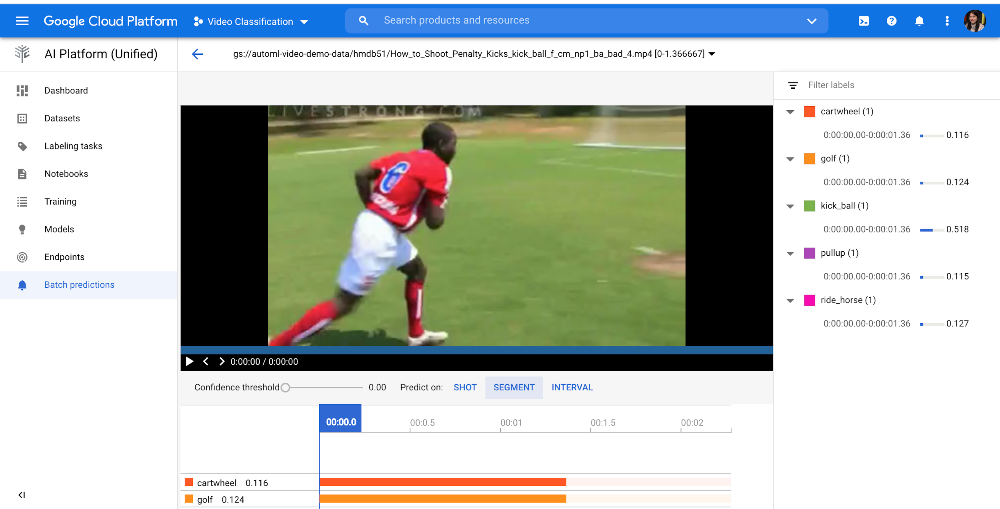 Google Cloud Platform Video Classification Search products and resources
AI Platform (Unified)
gs://automl-video-demo-data/hmdb51/How_to_Shoot_Penalty_Kicks_kick_ball_f_cm_np1_ba_bad_4.mp4 [0-1.366667]
Dashboard
Datasets
Labeling tasks
Notebooks
Training
Models
Endpoints
Batch predictions
LIVESTRONG.COM
6
0:00:00 / 0:00:00
Confidence threshold 0.00 Predict on: SHOT SEGMENT INTERVAL
00:00.0 00:0.5 00:01 00:1.5 00:02
cartwheel 0.116
golf 0.124
Filter labels
cartwheel (1)
0:00:00.00-0:00:01.36 0.116
golf (1)
0:00:00.00-0:00:01.36 0.124
kick_ball (1)
0:00:00.00-0:00:01.36 0.518
pullup (1)
0:00:00.00-0:00:01.36 0.115
ride_horse (1)
0:00:00.00-0:00:01.36 0.127